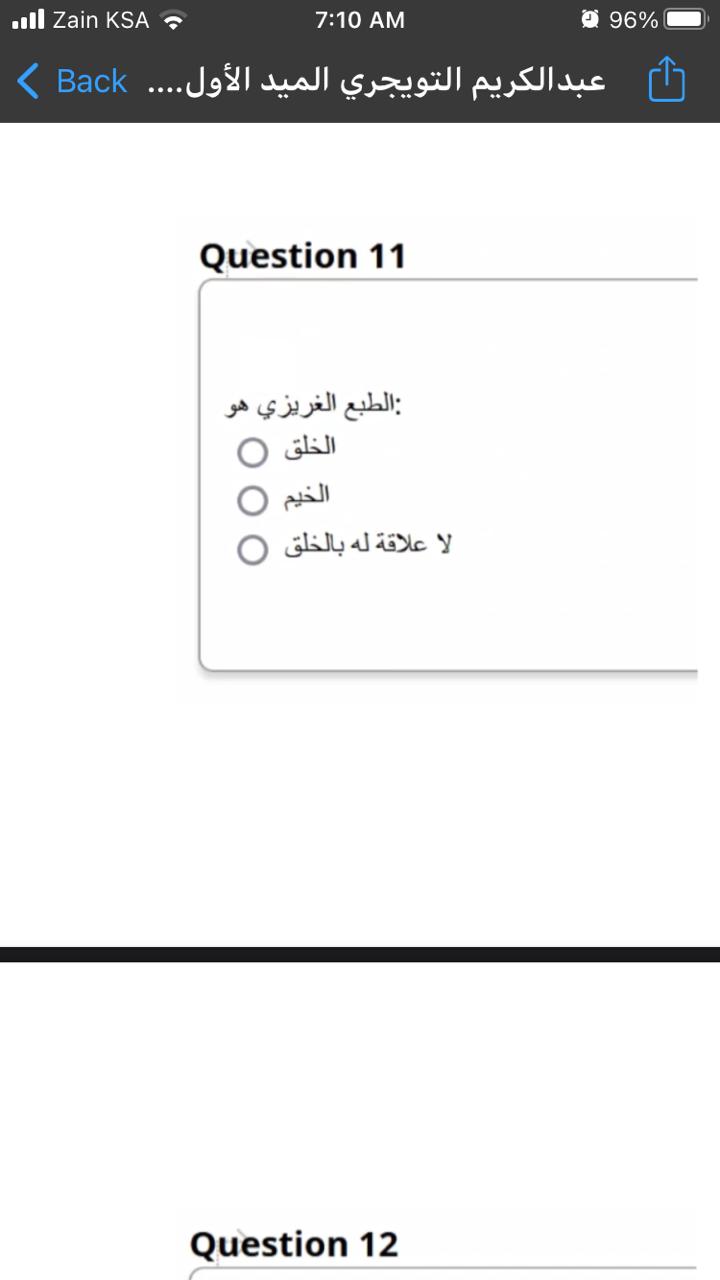 Zain KSA 7:10 AM 96%
Back عبدالكريم التويجري الميد الأول....
Question 11
الطبع الغريزي هو:
الخلق
الخيم
لا علاقة له بالخلق
Question 12